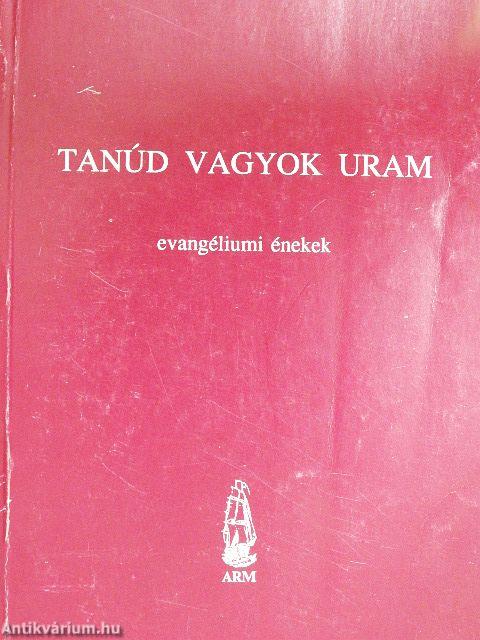 TANÚD VAGYOK URAM
evangéliumi énekek
ARM
Antikvárium.hu